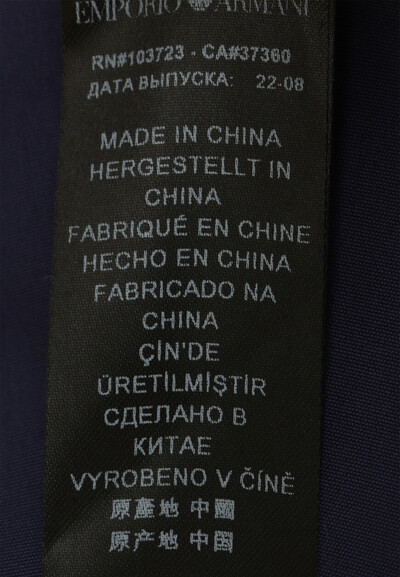 EMPORIO ARMANI
RN#103723 - CA#37360
ДАТА ВЫПУСКА: 22-08
MADE IN CHINA
HERGESTELLT IN
CHINA
FABRIQUÉ EN CHINE
HECHO EN CHINA
FABRICADO NA
CHINA
ÇİN'DE
ÜRETİLMİŞTİR
СДЕЛАНО В
КИТАЕ
VYROBENO V ČÍNĚ
原產地 中國
原产地 中国